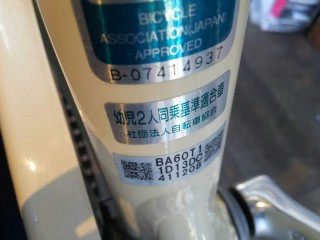 BICYCLE
ASSOCIATION(JAPAN)
APPROVED
B-07414937
幼児2人同乗基準適合車
社団法人自転車協会
BA60T1
1D13DC
411208